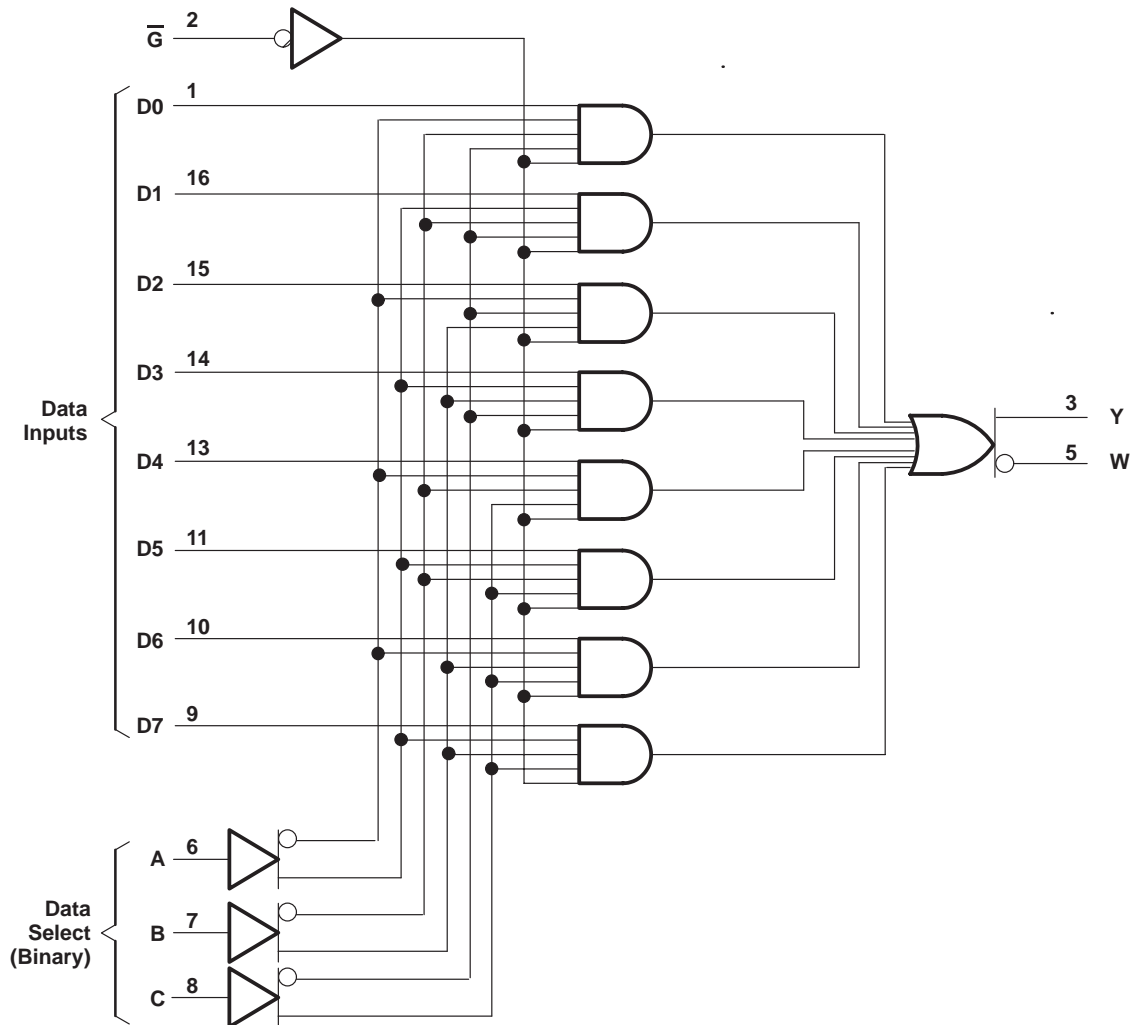 G̅ 2
D0 1
D1 16
D2 15
D3 14
Data
Inputs
D4 13
D5 11
D6 10
D7 9
3 Y
5 W
A 6
B 7
C 8
Data
Select
(Binary)